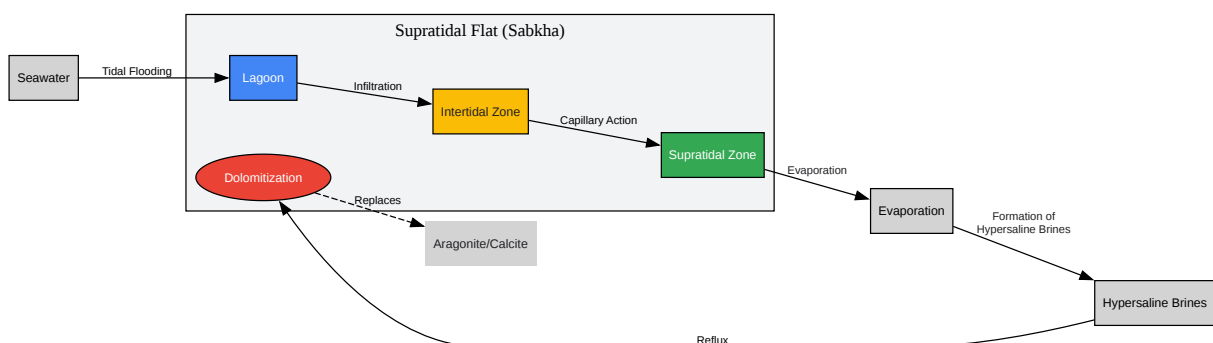 Supratidal Flat (Sabkha)
Seawater
Tidal Flooding
Lagoon
Infiltration
Intertidal Zone
Capillary Action
Supratidal Zone
Evaporation
Evaporation
Formation of
Hypersaline Brines
Hypersaline Brines
Reflux
Dolomitization
Replaces
Aragonite/Calcite